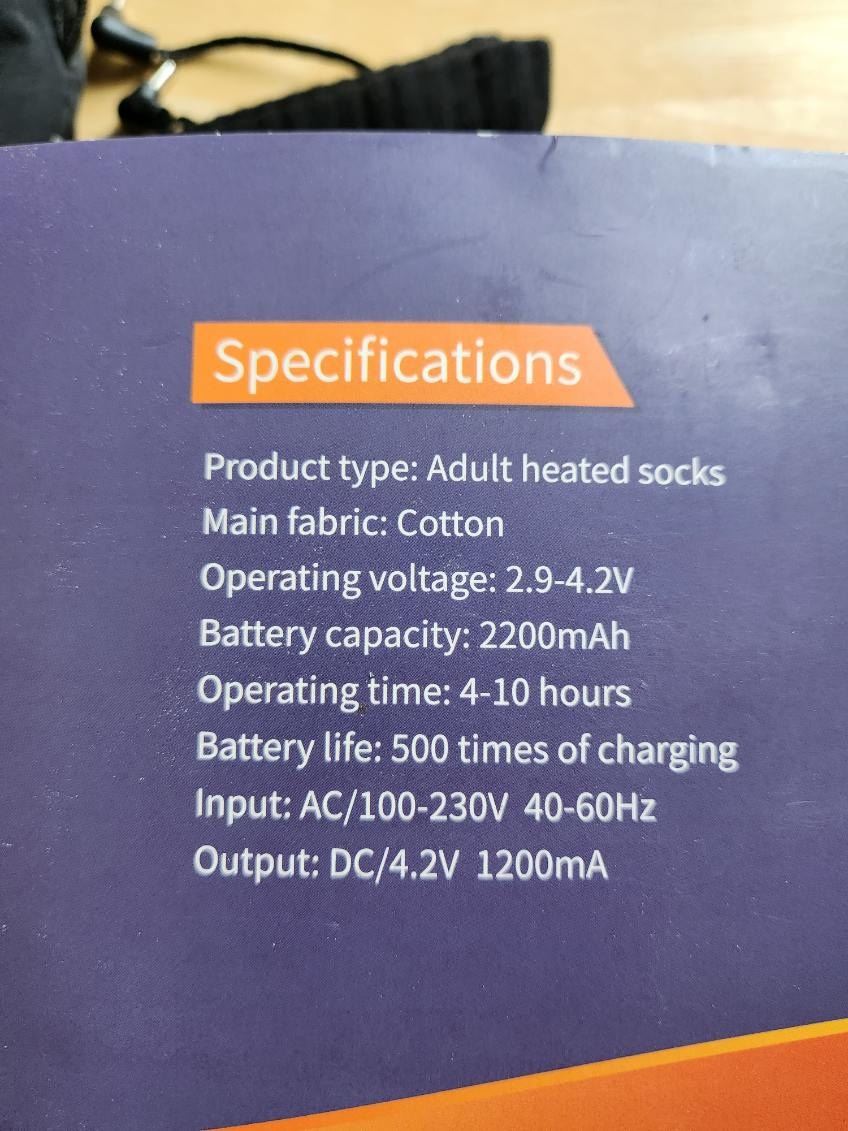 Specifications
Product type: Adult heated socks
Main fabric: Cotton
Operating voltage: 2.9-4.2V
Battery capacity: 2200mAh
Operating time: 4-10 hours
Battery life: 500 times of charging
Input: AC/100-230V 40-60Hz
Output: DC/4.2V 1200mA